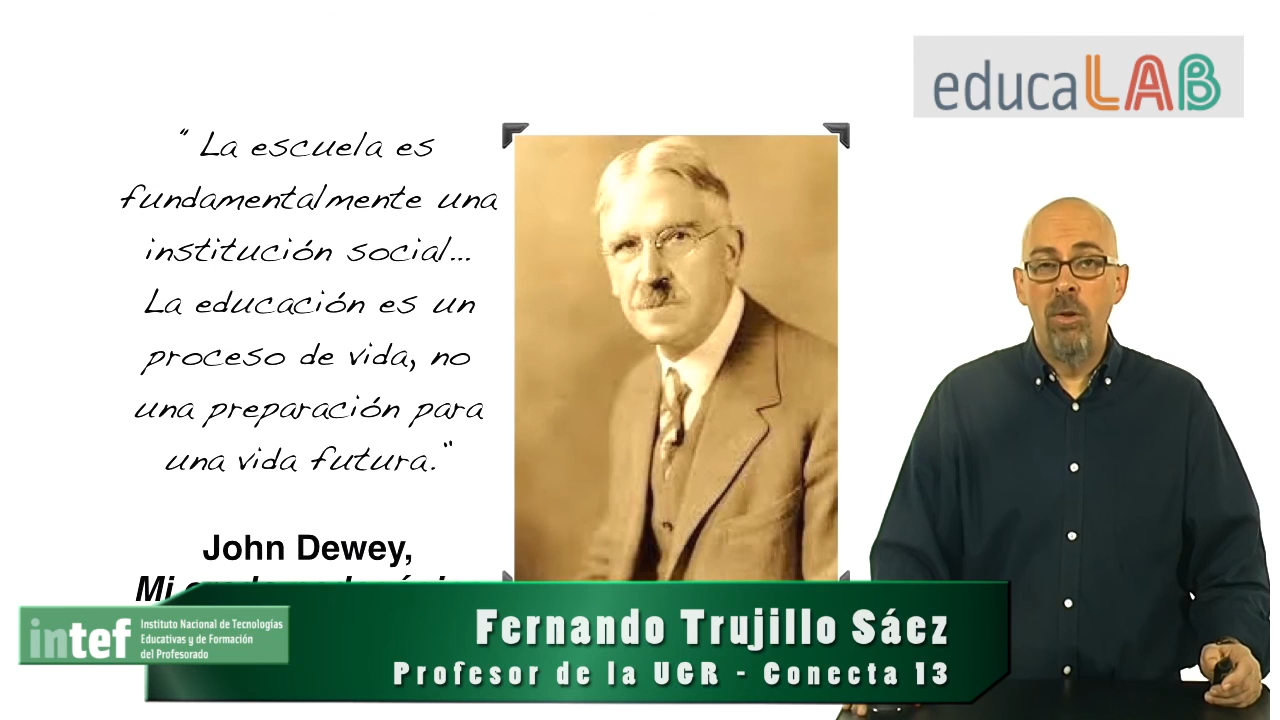 educaLAB
“ La escuela es
fundamentalmente una
institución social...
La educación es un
proceso de vida, no
una preparación para
una vida futura.”
John Dewey,
Mi
intef
Instituto Nacional de Tecnologías
Educativas y de Formación
del Profesorado
Fernando Trujillo Sáez
Profesor de la UGR - Conecta 13